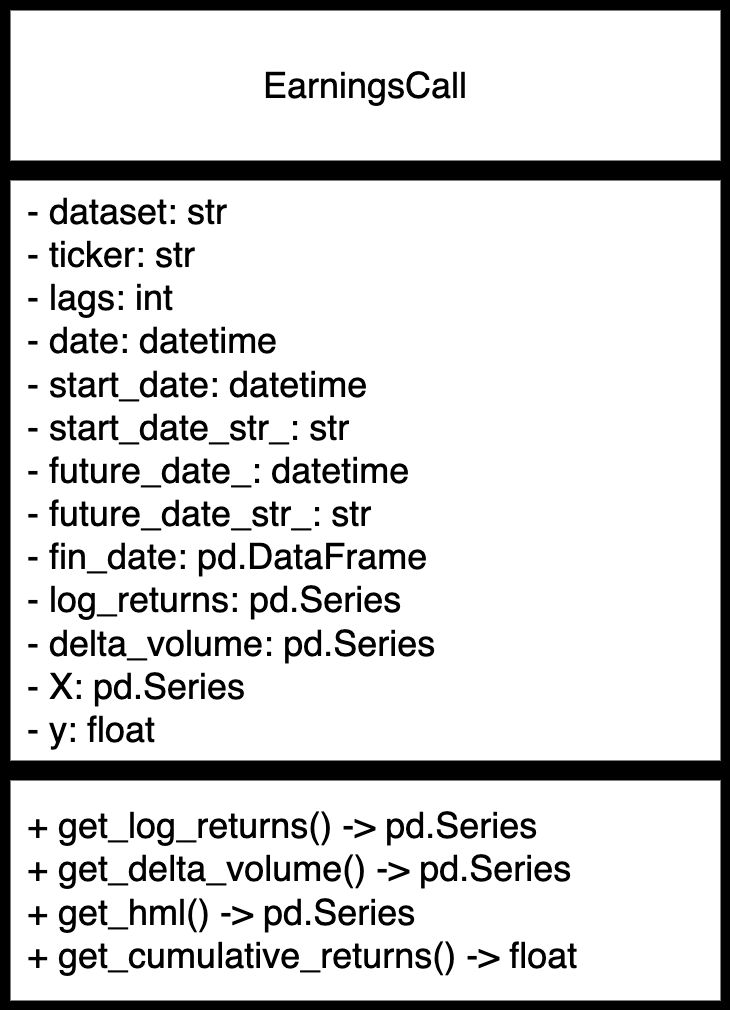 EarningsCall
- dataset: str
- ticker: str
- lags: int
- date: datetime
- start_date: datetime
- start_date_str_: str
- future_date_: datetime
- future_date_str_: str
- fin_date: pd.DataFrame
- log_returns: pd.Series
- delta_volume: pd.Series
- X: pd.Series
- y: float
+ get_log_returns() -> pd.Series
+ get_delta_volume() -> pd.Series
+ get_hml() -> pd.Series
+ get_cumulative_returns() -> float